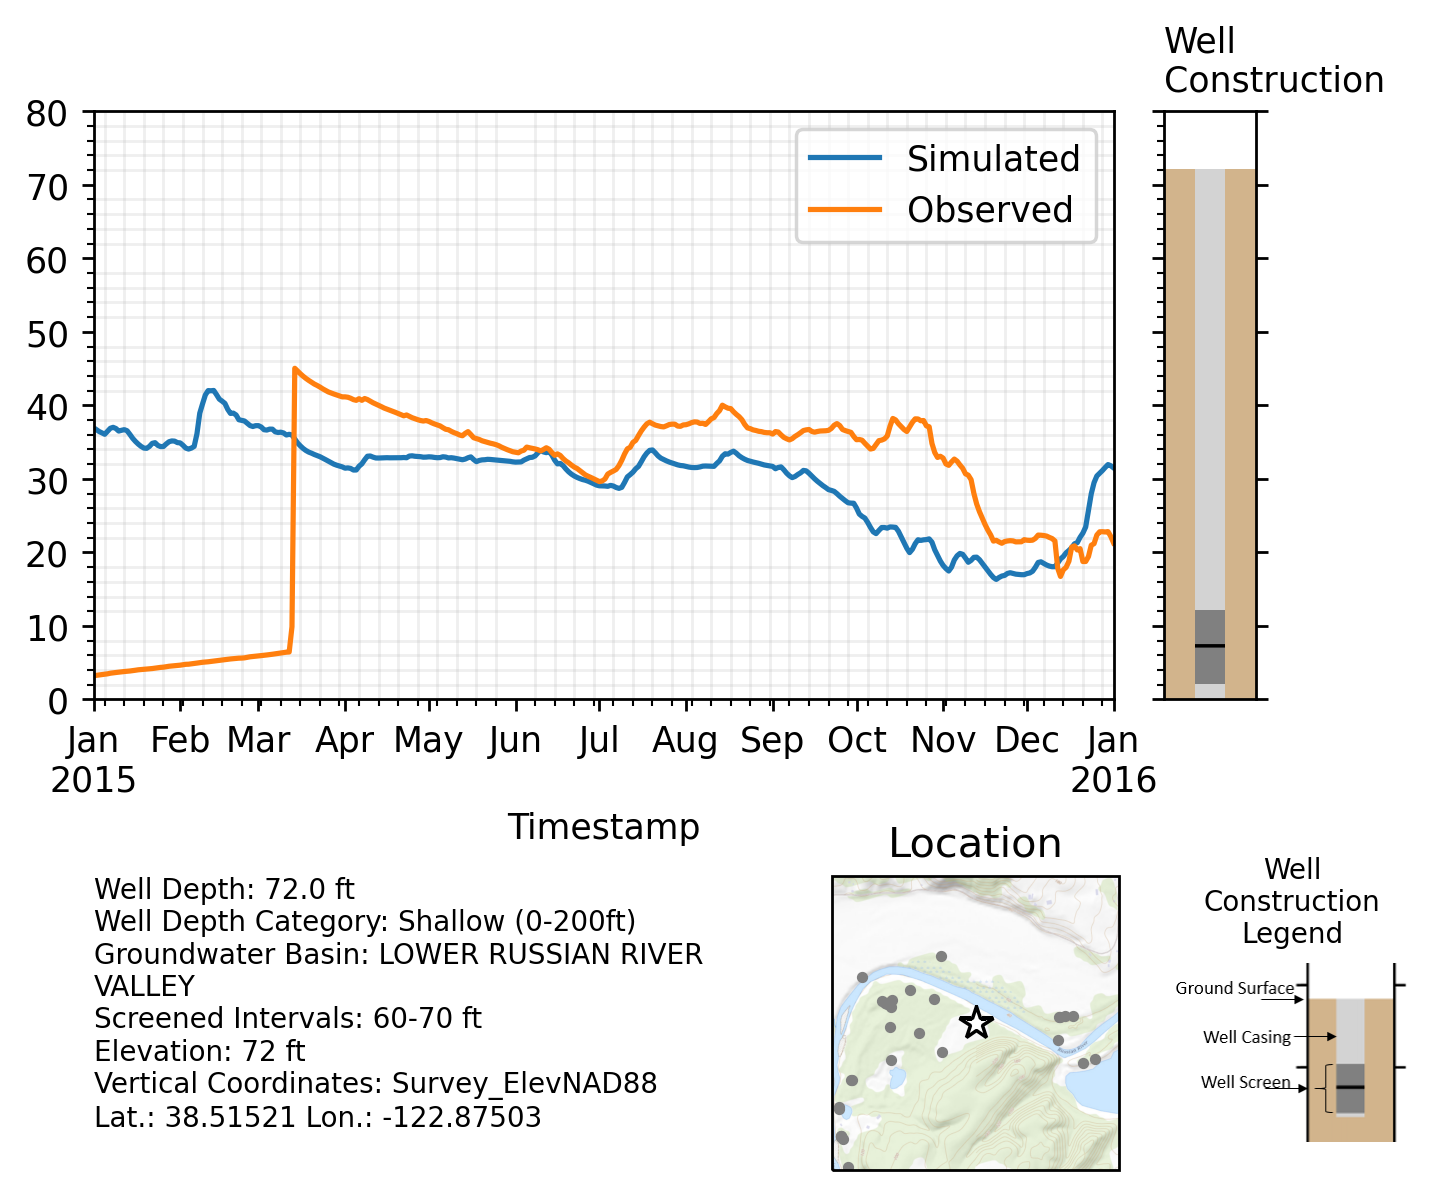 Well
Construction
80
70
60
50
40
30
20
10
0
Simulated
Observed
Jan Feb Mar Apr May Jun Jul Aug Sep Oct Nov Dec Jan
2015 2016
Timestamp
Well Depth: 72.0 ft
Well Depth Category: Shallow (0-200ft)
Groundwater Basin: LOWER RUSSIAN RIVER
VALLEY
Screened Intervals: 60-70 ft
Elevation: 72 ft
Vertical Coordinates: Survey_ElevNAD88
Lat.: 38.51521 Lon.: -122.87503
Location
Russian River
Well
Construction
Legend
Ground Surface
Well Casing
Well Screen